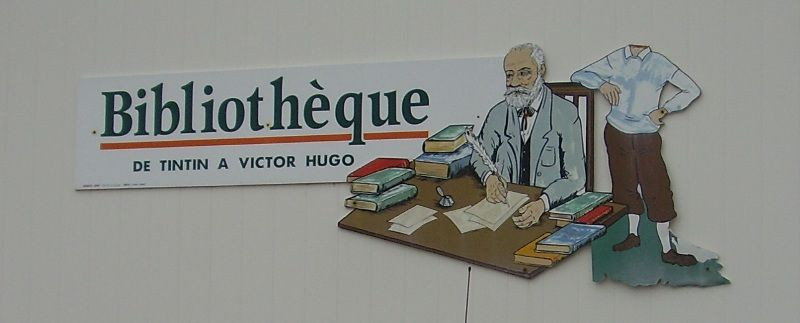 Bibliothèque
DE TINTIN A VICTOR HUGO